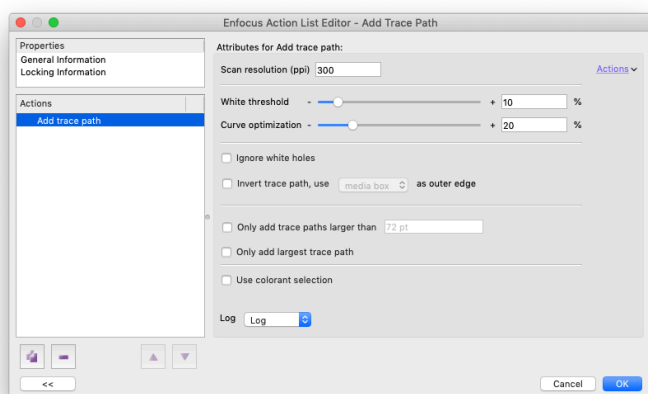 Enfocus Action List Editor - Add Trace Path
Properties
General Information
Locking Information
Actions
Add trace path
<<
Attributes for Add trace path:
Scan resolution (ppi) 300
Actions
White threshold - + 10 %
Curve optimization - + 20 %
Ignore white holes
Invert trace path, use media box as outer edge
Only add trace paths larger than 72 pt
Only add largest trace path
Use colorant selection
Log Log
Cancel OK